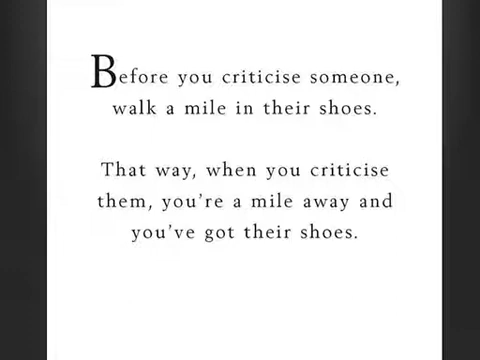 Before you criticise someone,
walk a mile in their shoes.
That way, when you criticise
them, you’re a mile away and
you’ve got their shoes.